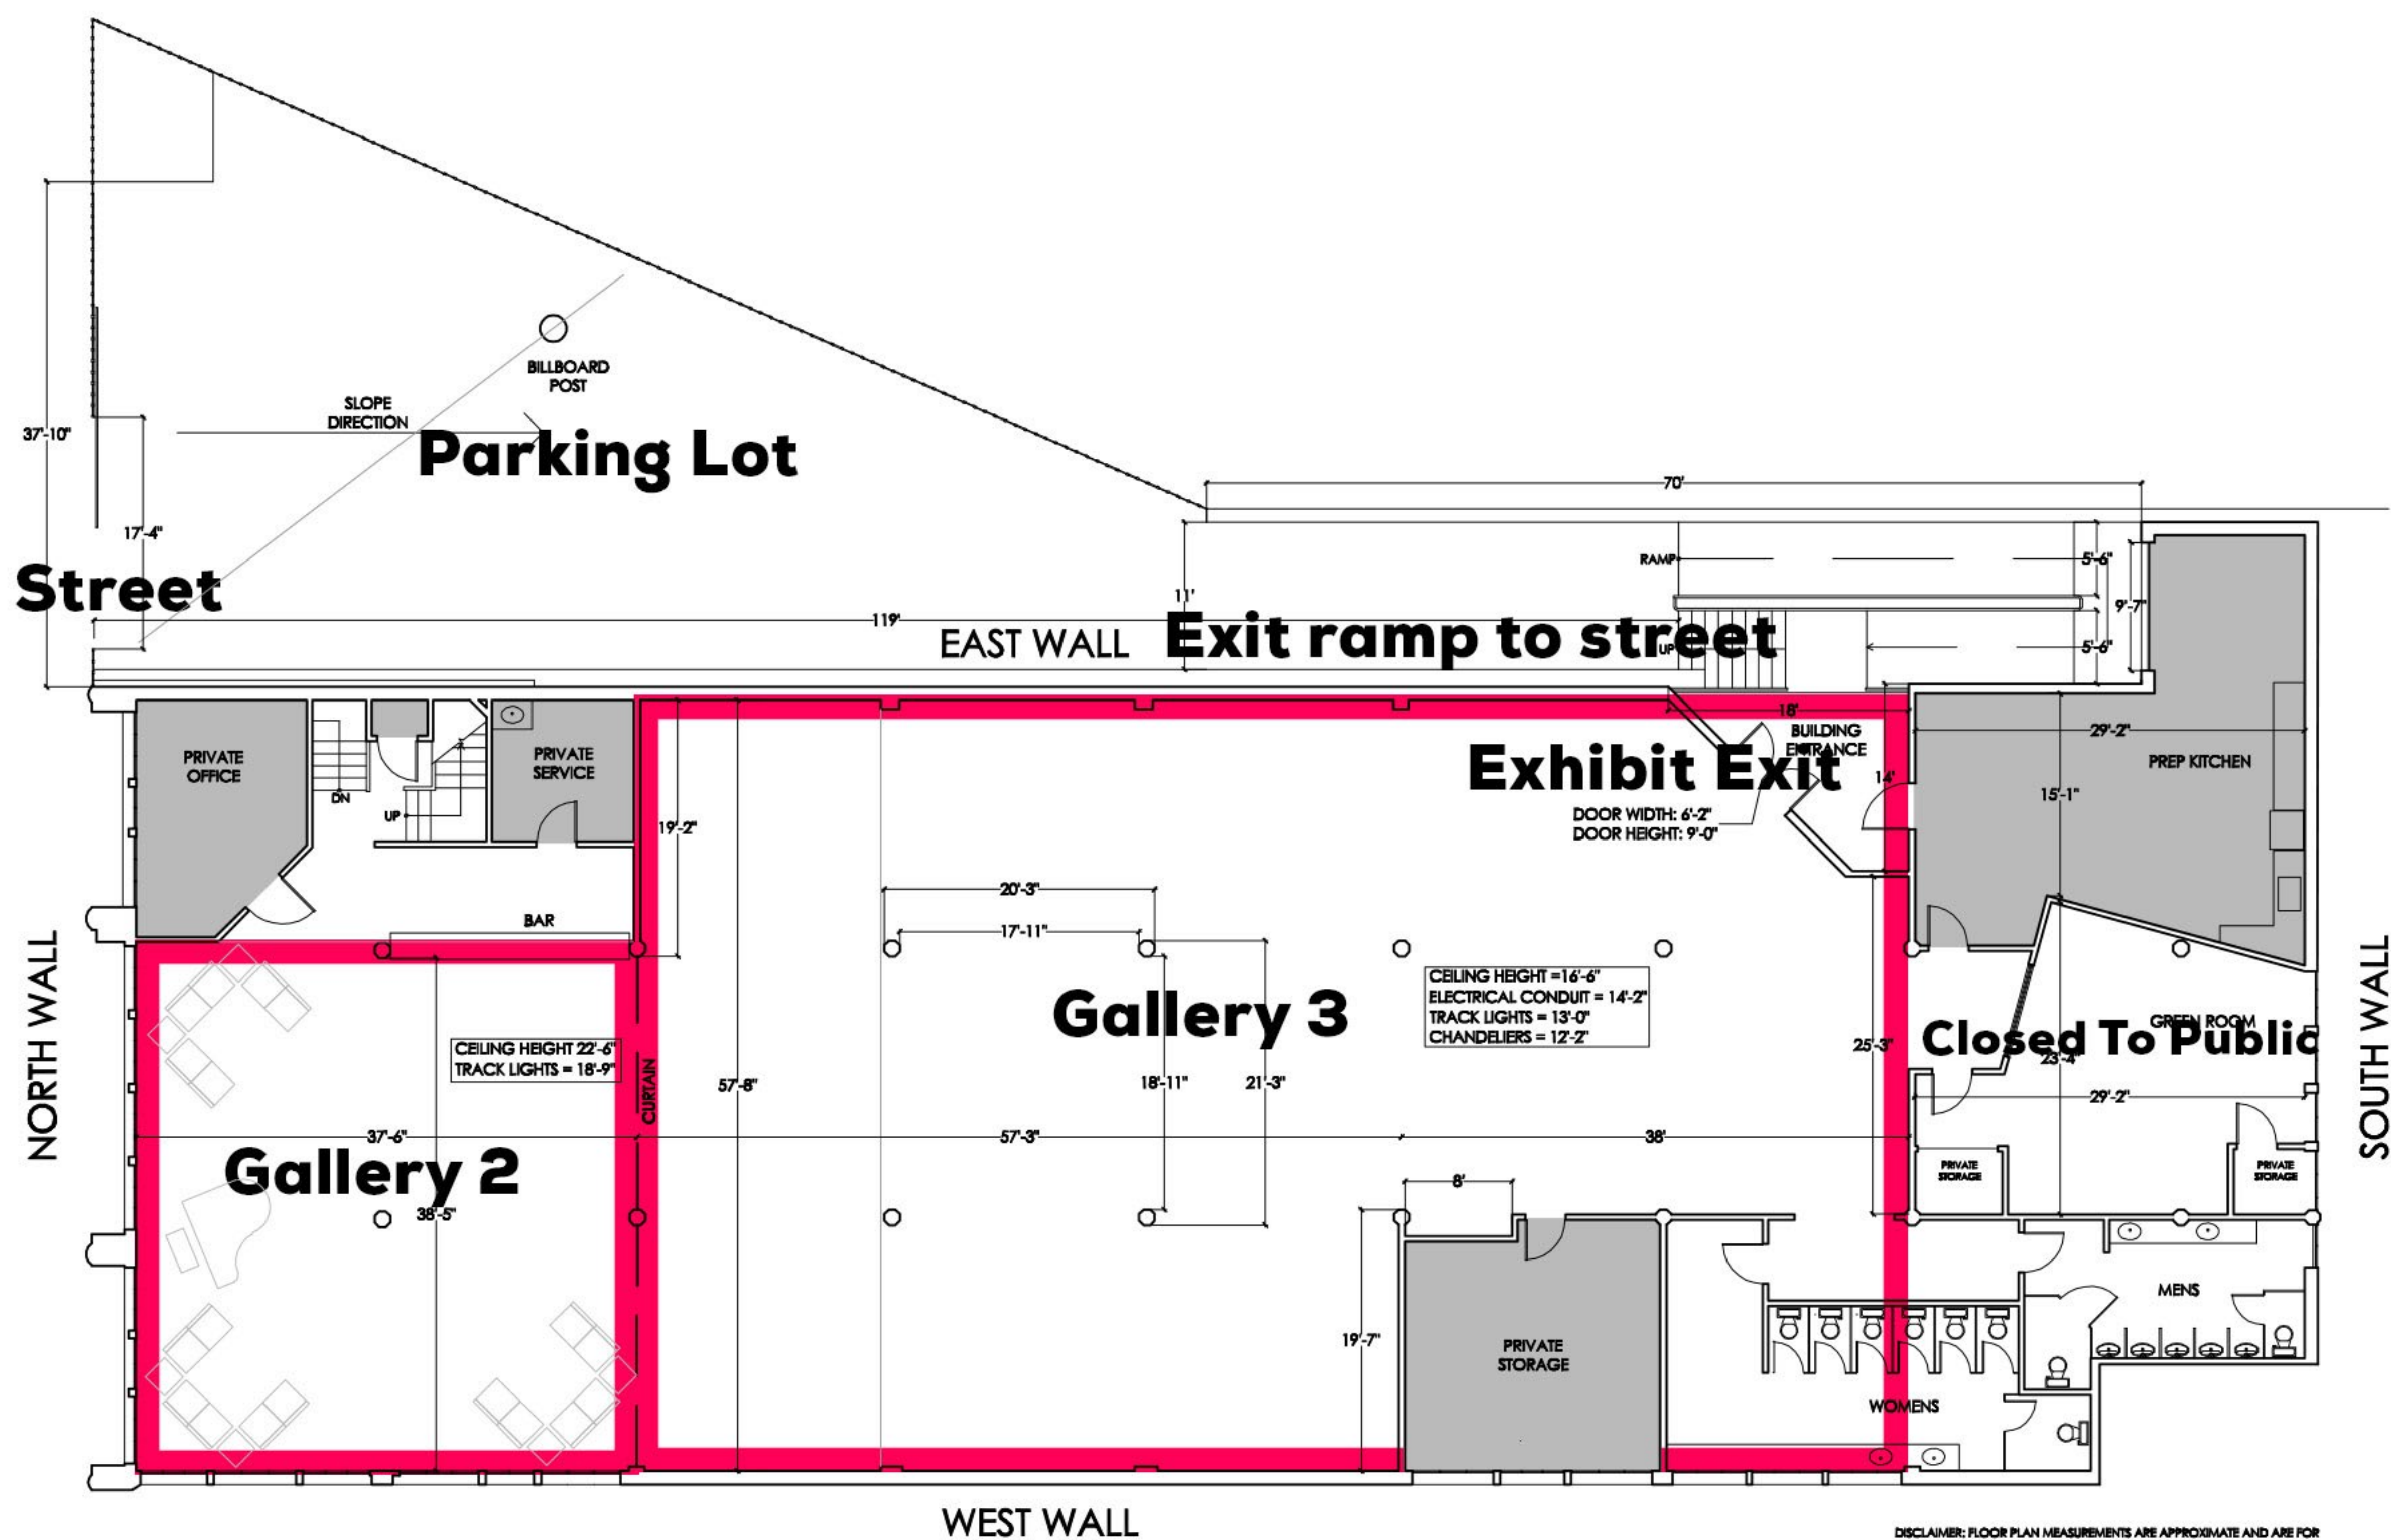 37'-10"
SLOPE
DIRECTION
BILLBOARD
POST
Parking Lot
17'-4"
Street
70'
RAMP
5'-6"
9'-7"
11'
119'
EAST WALL
Exit ramp to street
UP
5'-6"
PRIVATE
OFFICE
DN
UP
PRIVATE
SERVICE
19'-2"
BAR
18'
BUILDING
ENTRANCE
Exhibit Exit
14'
DOOR WIDTH: 6'-2"
DOOR HEIGHT: 9'-0"
29'-2"
PREP KITCHEN
15'-1"
20'-3"
17'-11"
NORTH WALL
CEILING HEIGHT 22'-6"
TRACK LIGHTS = 18'-9"
CURTAIN
57'-8"
Gallery 3
18'-11"
21'-3"
CEILING HEIGHT =16'-6"
ELECTRICAL CONDUIT = 14'-2"
TRACK LIGHTS = 13'-0"
CHANDELIERS = 12'-2"
25'-3"
GREEN ROOM
Closed To Public
23'-4"
29'-2"
SOUTH WALL
37'-6"
57'-3"
38'
Gallery 2
38'-5"
8'
PRIVATE
STORAGE
PRIVATE
STORAGE
19'-7"
PRIVATE
STORAGE
MENS
WOMENS
WEST WALL
DISCLAIMER: FLOOR PLAN MEASUREMENTS ARE APPROXIMATE AND ARE FOR